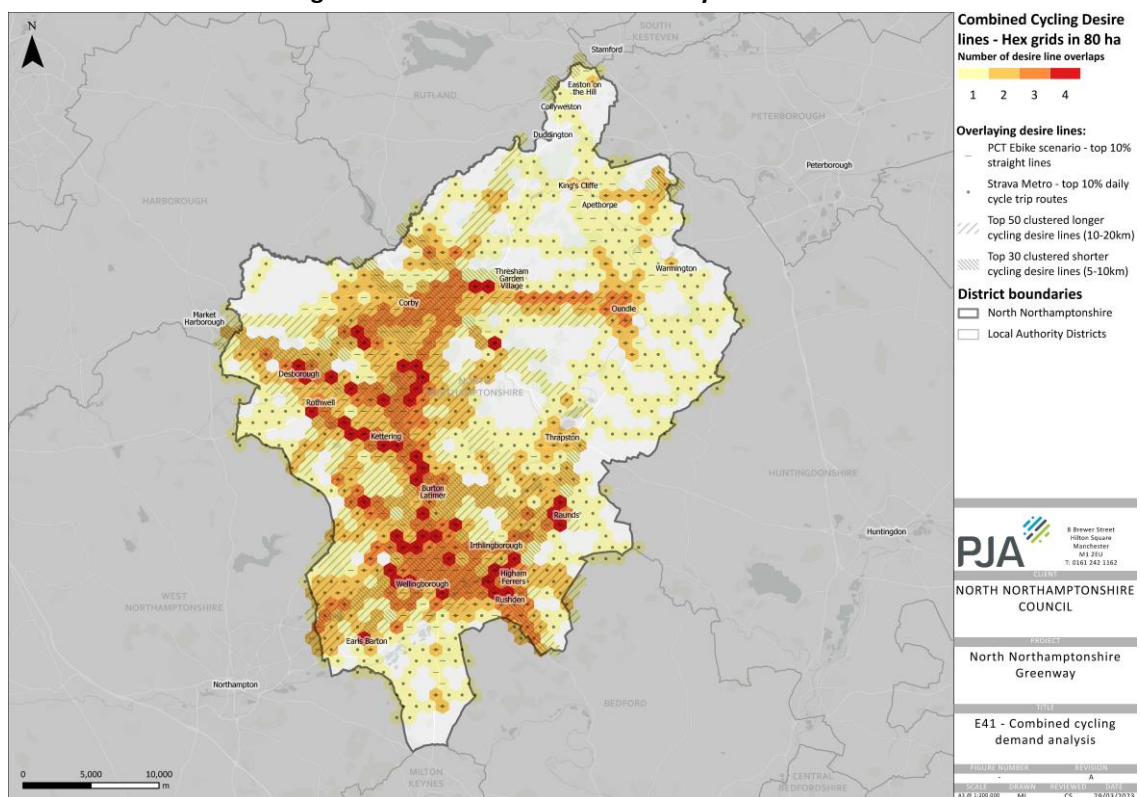 N
Combined Cycling Desire
lines - Hex grids in 80 ha
Number of desire line overlaps
1 2 3 4
Overlaying desire lines:
PCT Ebike scenario - top 10%
straight lines
Strava Metro - top 10% daily
cycle trip routes
Top 50 clustered longer
cycling desire lines (10-20km)
Top 30 clustered shorter
cycling desire lines (5-10km)
District boundaries
North Northamptonshire
Local Authority Districts
SOUTH
KESTEVEN
Stamford
Easton on
the Hill
Collyweston
RUTLAND
Duddington
PETERBOROUGH
Peterborough
King's Cliffe
Apethorpe
HARBOROUGH
Warmington
Thresham
Garden
Village
Corby
Oundle
Market
Harborough
Desborough
NORTHAMPTONSHIRE
Rothwell
Kettering
Thrapston
HUNTINGDONSHIRE
Burton
Latimer
Raunds
Huntingdon
Irthlingborough
Wellingborough
Higham
Ferrers
Rushden
WEST
NORTHAMPTONSHIRE
Earls Barton
Northampton
BEDFORD
MILTON
KEYNES
CENTRAL
BEDFORDSHIRE
0 5,000 10,000
m
PJA
8 Brewer Street
Hilton Square
Manchester
M1 2EU
T: 0161 242 1162
CLIENT
NORTH NORTHAMPTONSHIRE
COUNCIL
PROJECT
North Northamptonshire
Greenway
TITLE
E41 - Combined cycling
demand analysis
FIGURE NUMBER REVISION
- A
SCALE DRAWN REVIEWED DATE